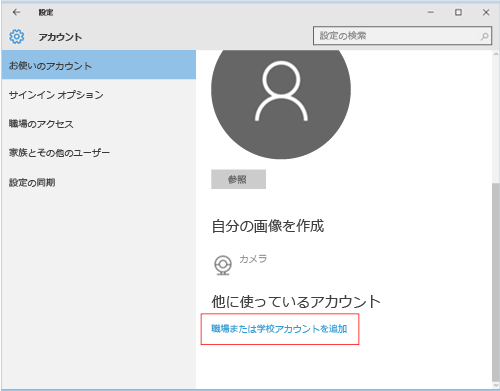 設定
アカウント
設定の検索
お使いのアカウント
サインイン オプション
職場のアクセス
家族とその他のユーザー
設定の同期
参照
自分の画像を作成
カメラ
他に使っているアカウント
職場または学校アカウントを追加